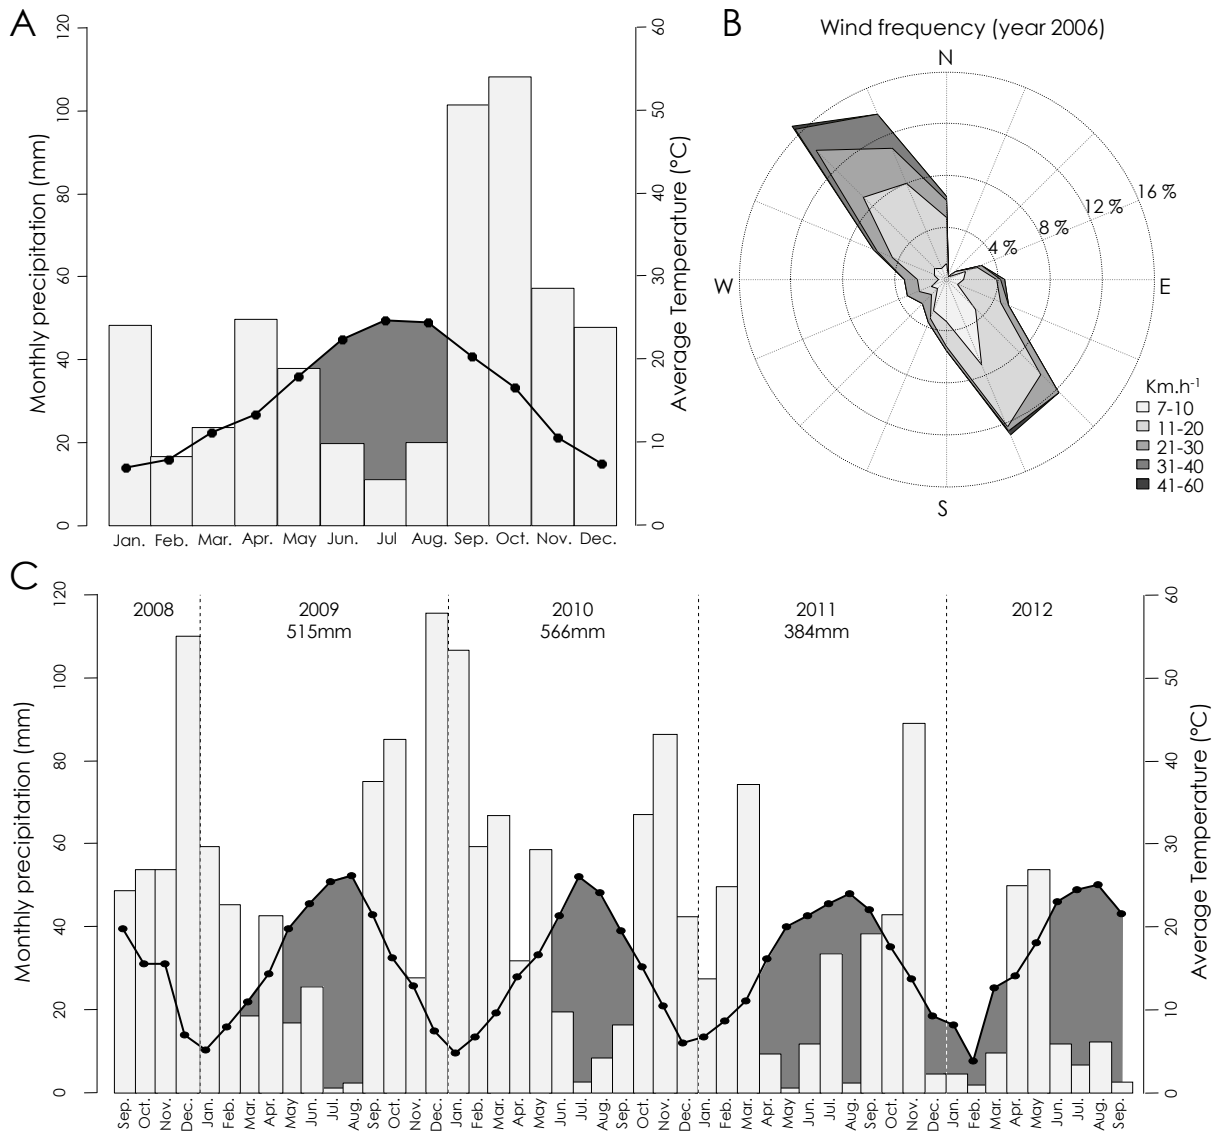 A
Monthly precipitation (mm)
120
100
80
60
40
20
0
Average Temperature (°C)
60
50
40
30
20
10
0
Jan. Feb. Mar. Apr. May Jun. Jul Aug. Sep. Oct. Nov. Dec.
B
Wind frequency (year 2006)
N
W
E
S
4 %
8 %
12 %
16 %
Km.h-1
7-10
11-20
21-30
31-40
41-60
C
Monthly precipitation (mm)
120
100
80
60
40
20
0
2008
2009
515mm
2010
566mm
2011
384mm
2012
Average Temperature (°C)
60
50
40
30
20
10
0
Sep. Oct. Nov. Dec. Jan. Feb. Mar. Apr. May Jun. Jul. Aug. Sep. Oct. Nov. Dec. Jan. Feb. Mar. Apr. May Jun. Jul. Aug. Sep. Oct. Nov. Dec. Jan. Feb. Mar. Apr. May Jun. Jul. Aug. Sep. Oct. Nov. Dec. Jan. Feb. Mar. Apr. May Jun. Jul. Aug. Sep.